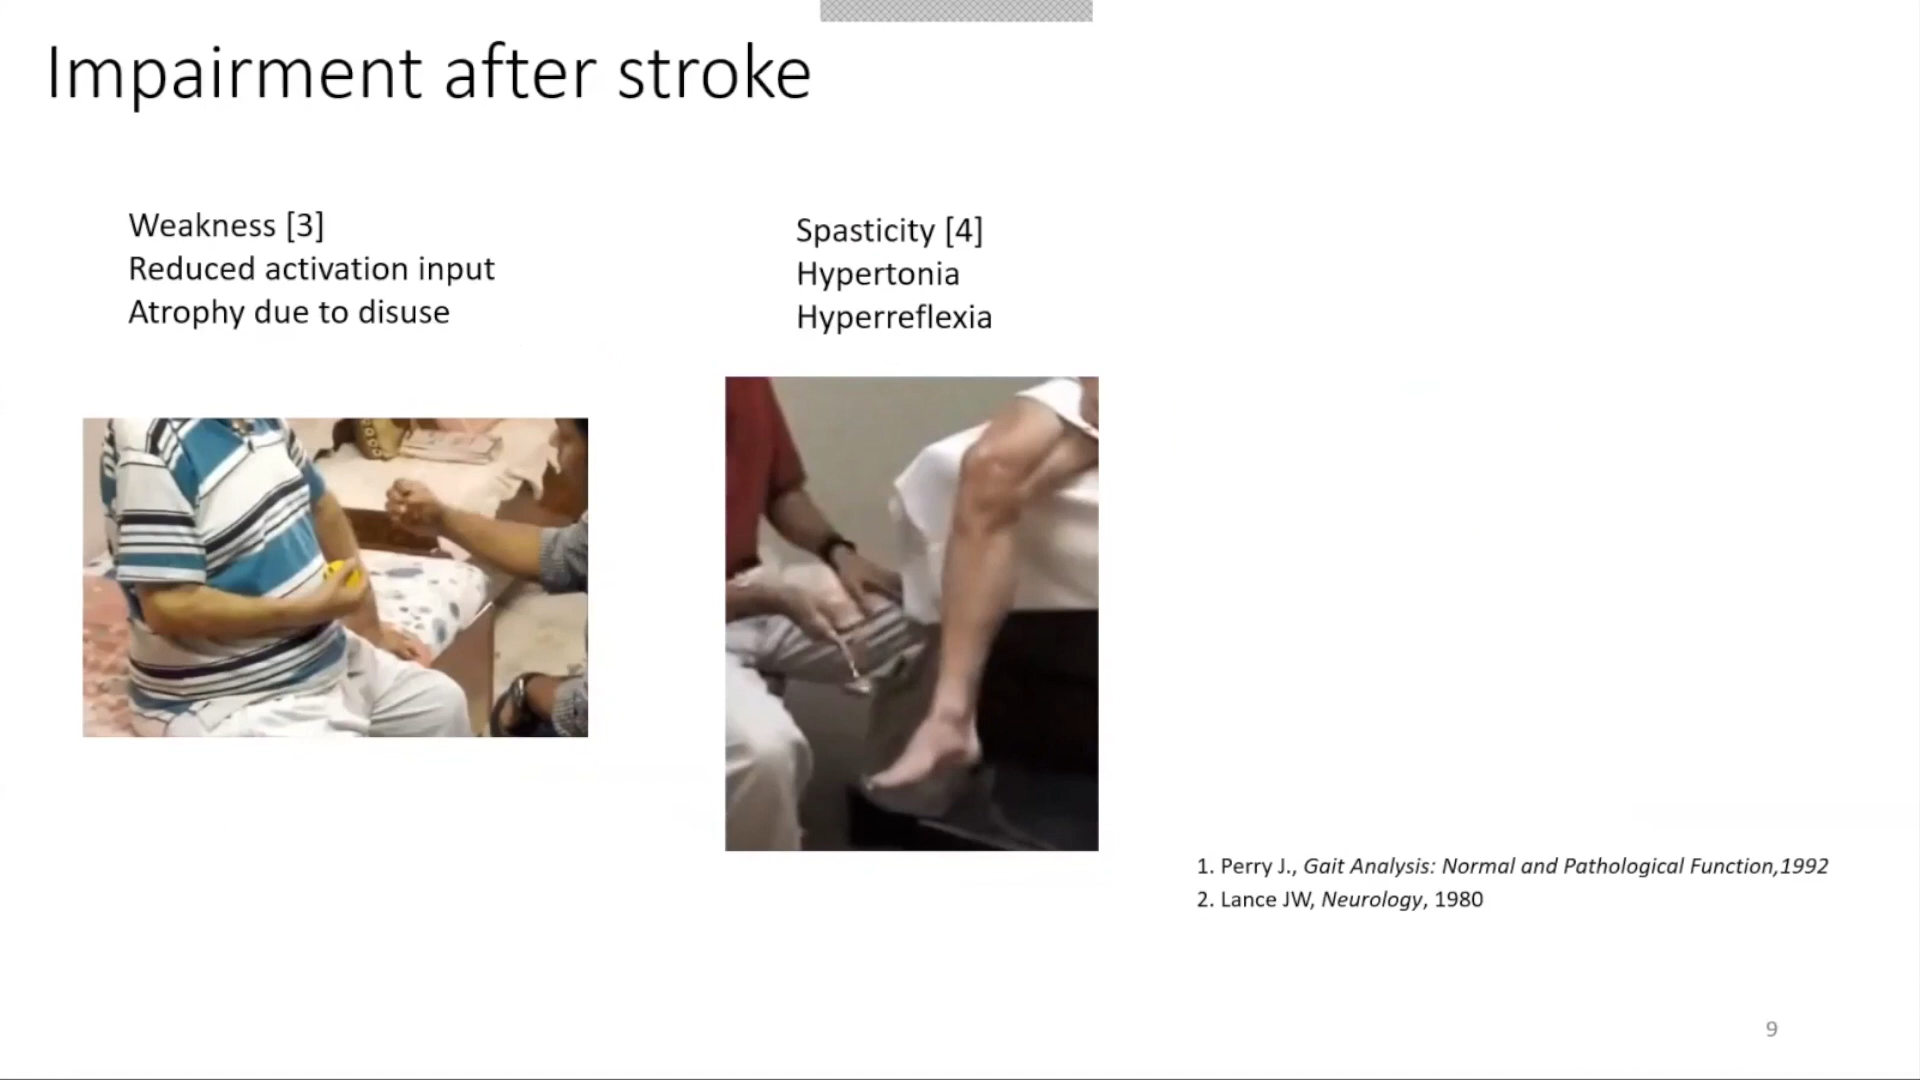 Impairment after stroke
Weakness [3]
Reduced activation input
Atrophy due to disuse
Spasticity [4]
Hypertonia
Hyperreflexia
1. Perry J., Gait Analysis: Normal and Pathological Function,1992
2. Lance JW, Neurology, 1980
9